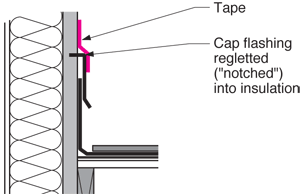 Tape
Cap flashing
regletted
("notched")
into insulation